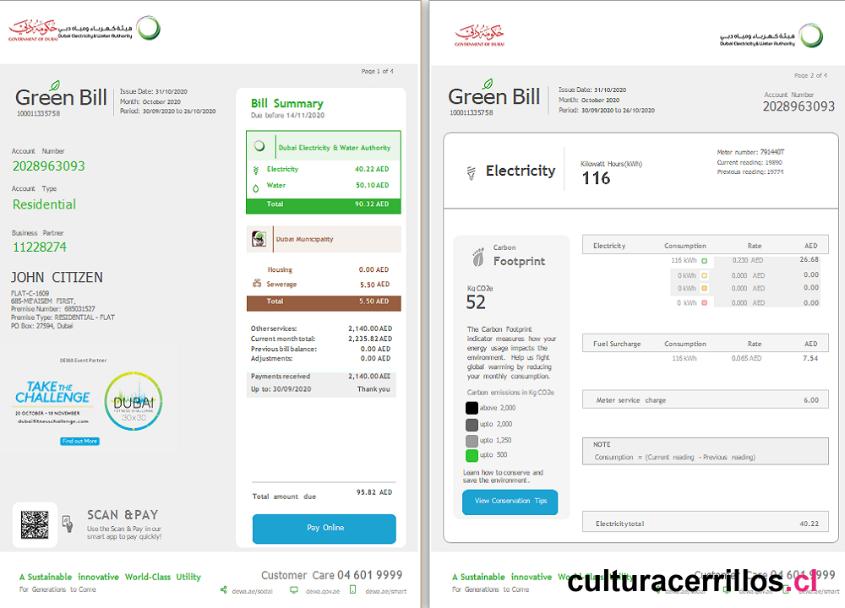 حكومة دبي
GOVERNMENT OF DUBAI
هيئة كهرباء ومياه دبي
Dubai Electricity & Water Authority
Page 1 of 4
Green Bill
100011335758
Issue Date: 31/10/2020
Month: October 2020
Period: 30/09/2020 to 26/10/2020
Account Number
2028963093
Account Type
Residential
Business Partner
11228274
JOHN CITIZEN
FLAT-C-1609
685-ME'AISEM FIRST,
Premise Number: 685031527
Premise Type: RESIDENTIAL - FLAT
PO Box: 27594, Dubai
DEWA Event Partner
TAKE THE
CHALLENGE
dubaifitnesschallenge.com
DUBAI
FITNESS CHALLENGE
30X30
Find out More
SCAN & PAY
Use the Scan & Pay in our
smart app to pay quickly!
Bill Summary
Due before 14/11/2020
Dubai Electricity & Water Authority
Electricity 40.22 AED
Water 50.10 AED
Total 90.32 AED
Dubai Municipality
Housing 0.00 AED
Sewerage 5.50 AED
Total 5.50 AED
Other services: 2,140.00 AED
Current month total: 2,235.82 AED
Previous bill balance: 0.00 AED
Adjustments: 0.00 AED
Payments received 2,140.00 AED
Up to: 30/09/2020 Thank you
Total amount due 95.82 AED
Pay Online
A Sustainable innovative World-Class Utility
For Generations to Come
Customer Care 04 601 9999
dewa.ae/social dewa.gov.ae dewa.ae/smart
حكومة دبي
GOVERNMENT OF DUBAI
هيئة كهرباء ومياه دبي
Dubai Electricity & Water Authority
Page 2 of 4
Green Bill
100011335758
Issue Date: 31/10/2020
Month: October 2020
Period: 30/09/2020 to 26/10/2020
Account Number
2028963093
Electricity
Kilowatt Hours(kWh)
116
Meter number: 791440T
Current reading: 19890
Previous reading: 19774
Carbon
Footprint
Kg CO2e
52
The Carbon Footprint
indicator measures how your
energy usage impacts the
environment. Help us fight
global warming by reducing
your monthly consumption.
Carbon emissions in Kg CO2e
above 2,000
upto 2,000
upto 1,250
upto 500
Learn how to conserve and
save the environment.
View Conservation Tips
Electricity Consumption Rate AED
116 kWh 0.230 AED 26.68
0 kWh 0.000 AED 0.00
0 kWh 0.000 AED 0.00
0 kWh 0.000 AED 0.00
Fuel Surcharge Consumption Rate AED
116 kWh 0.065 AED 7.54
Meter service charge 6.00
NOTE
Consumption = (Current reading - Previous reading)
Electricity total 40.22
A Sustainable innovative World-Class Utility
For Generations to Come
Customer Care 04 601 9999
culturacerrillos.cl